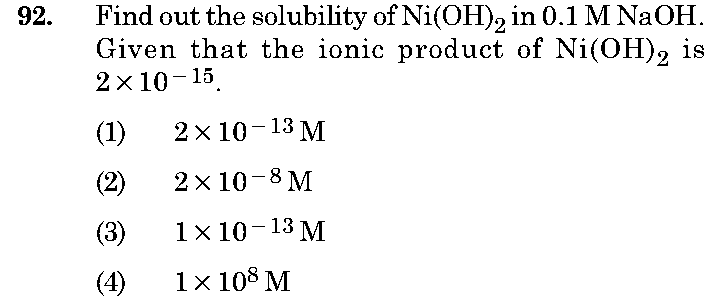 92. Find out the solubility of Ni(OH)₂ in 0.1 M NaOH.
Given that the ionic product of Ni(OH)₂ is
2×10⁻¹⁵.
(1) 2×10⁻¹³ M
(2) 2×10⁻⁸ M
(3) 1×10⁻¹³ M
(4) 1×10⁸ M